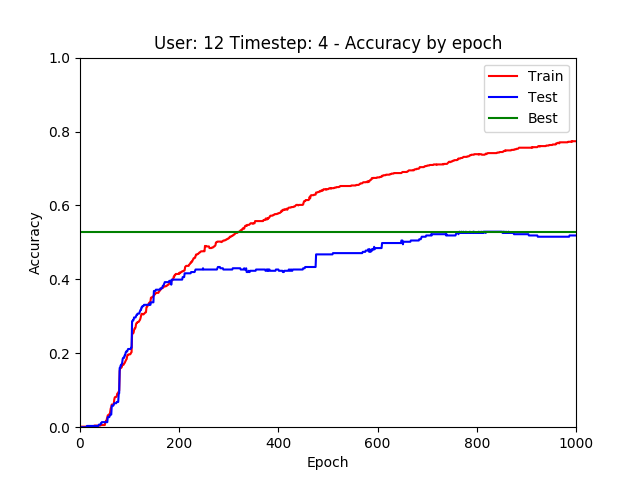 User: 12 Timestep: 4 - Accuracy by epoch
1.0
0.8
0.6
0.4
0.2
0.0
Accuracy
Train
Test
Best
0 200 400 600 800 1000
Epoch